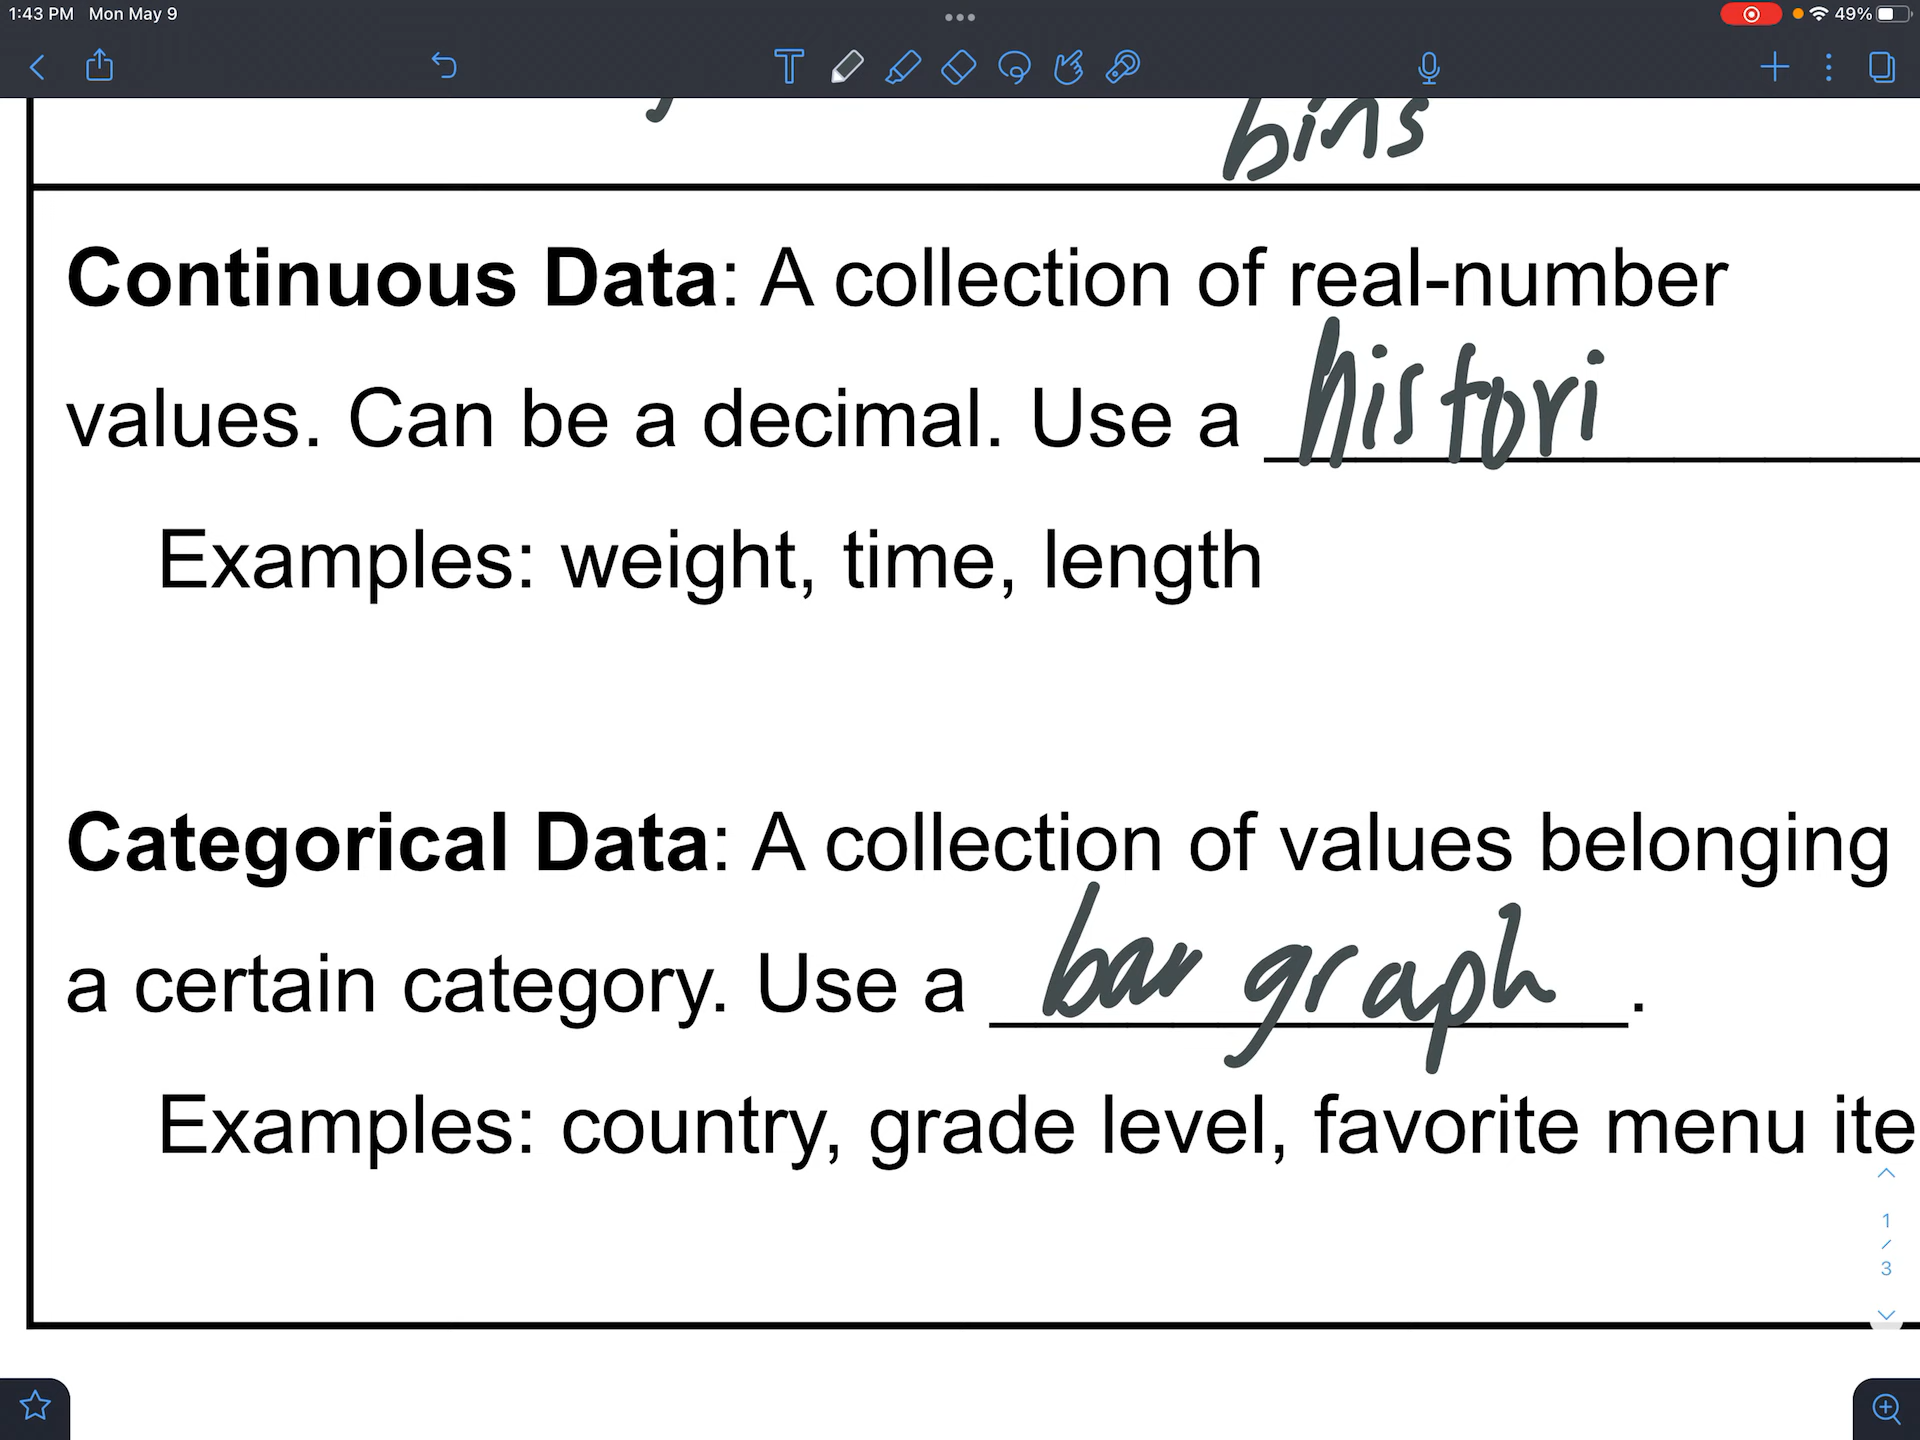 1:43 PM Mon May 9
49%
bins
Continuous Data: A collection of real-number
values. Can be a decimal. Use a histori
Examples: weight, time, length
Categorical Data: A collection of values belonging
a certain category. Use a bar graph.
Examples: country, grade level, favorite menu ite
1
/
3